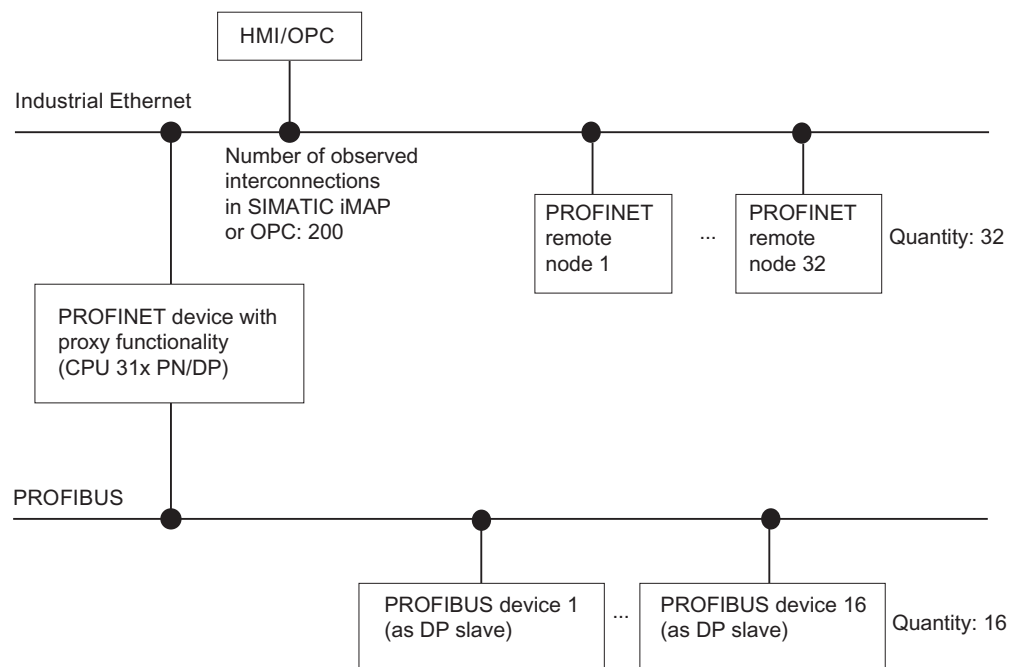 HMI/OPC
Industrial Ethernet
Number of observed
interconnections
in SIMATIC iMAP
or OPC: 200
PROFINET
remote
node 1
...
PROFINET
remote
node 32
Quantity: 32
PROFINET device with
proxy functionality
(CPU 31x PN/DP)
PROFIBUS
PROFIBUS device 1
(as DP slave)
...
PROFIBUS device 16
(as DP slave)
Quantity: 16